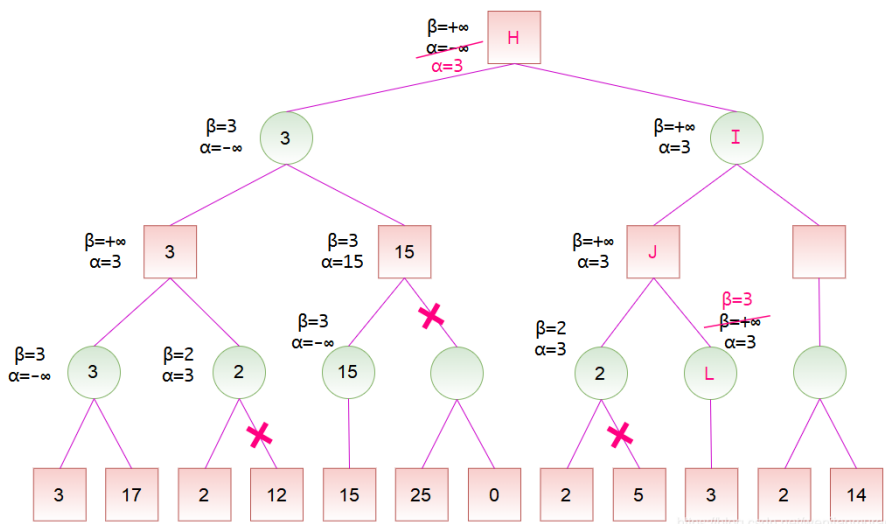 β=+∞
α=-∞
α=3
H
β=3
α=-∞
3
β=+∞
α=3
I
β=+∞
α=3
3
β=3
α=15
15
β=+∞
α=3
J
β=3
β=+∞
α=3
β=3
α=-∞
3
β=2
α=3
2
β=3
α=-∞
15
β=2
α=3
2
L
3
17
2
12
15
25
0
2
5
3
2
14